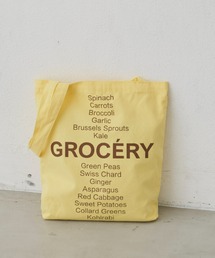 Spinach
Carrots
Broccoli
Garlic
Brussels Sprouts
Kale
GROCÉRY
Green Peas
Swiss Chard
Ginger
Asparagus
Red Cabbage
Sweet Potatoes
Collard Greens
Kohlrabi